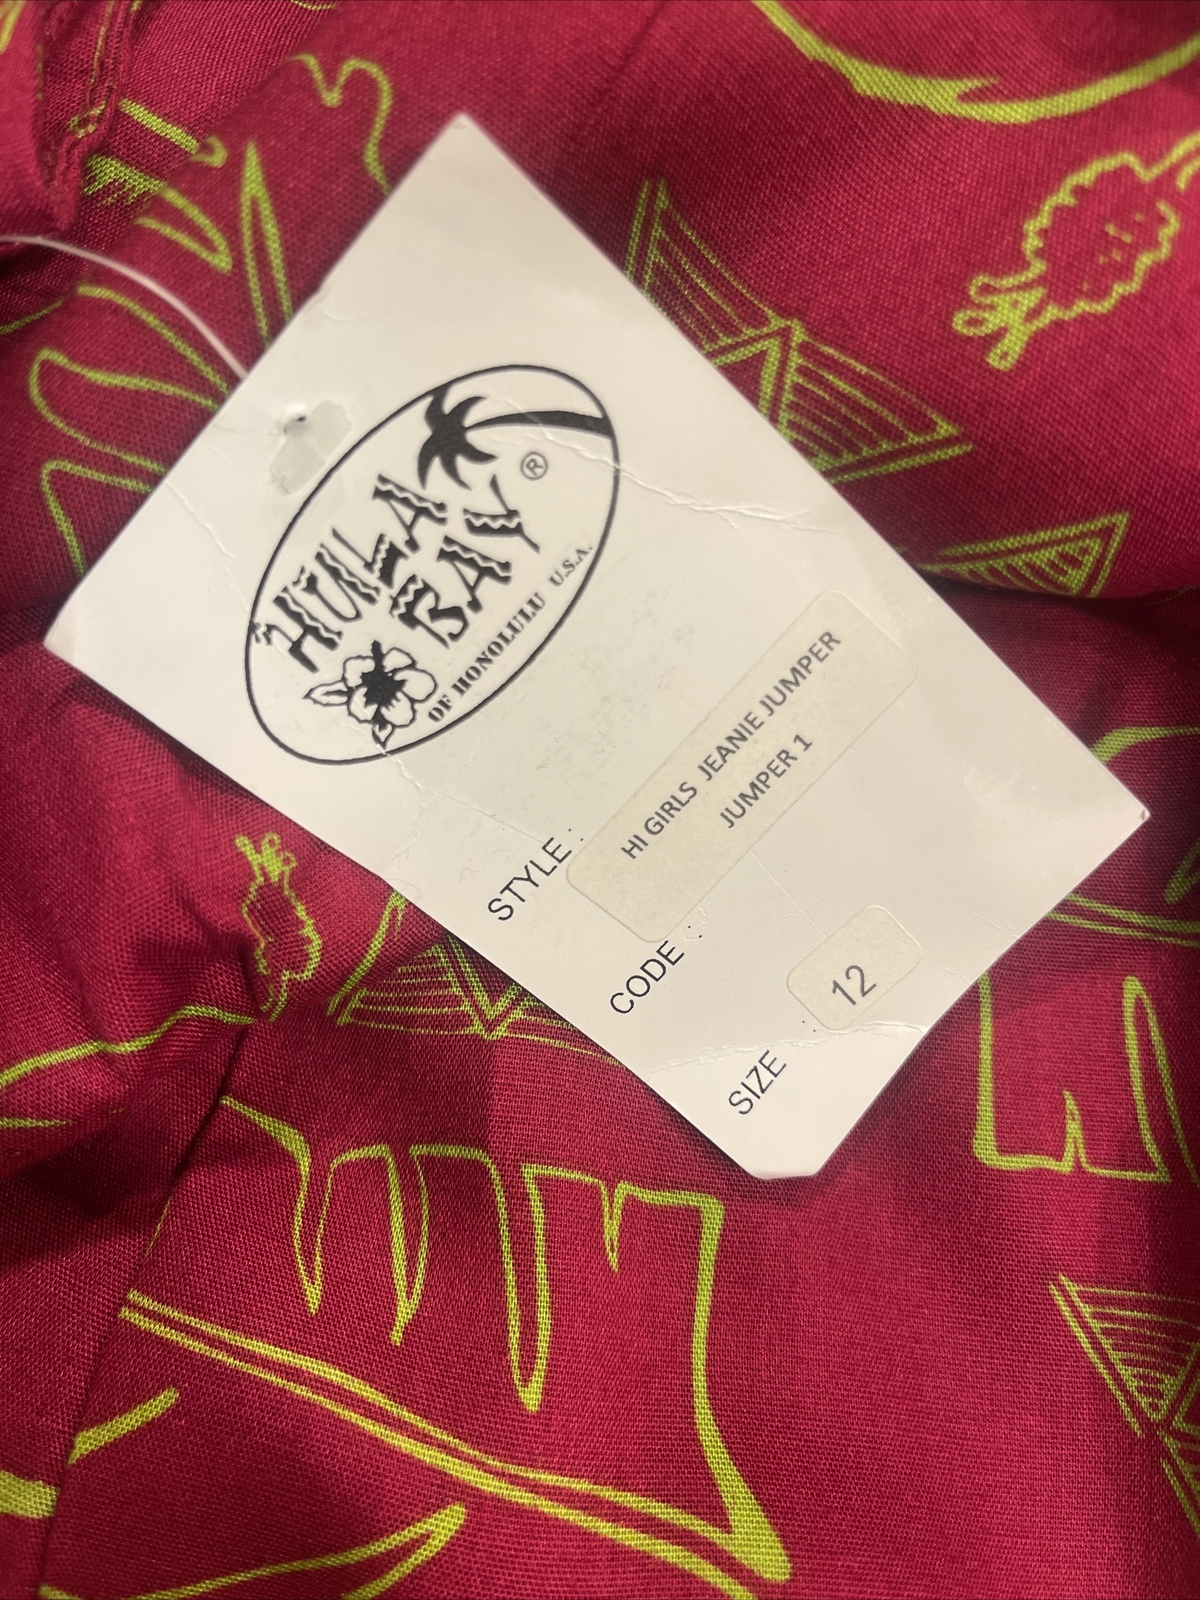 HULA
BAY
®
OF HONOLULU U.S.A.
STYLE :
HI GIRLS JEANIE JUMPER
JUMPER 1
CODE :
SIZE :
12